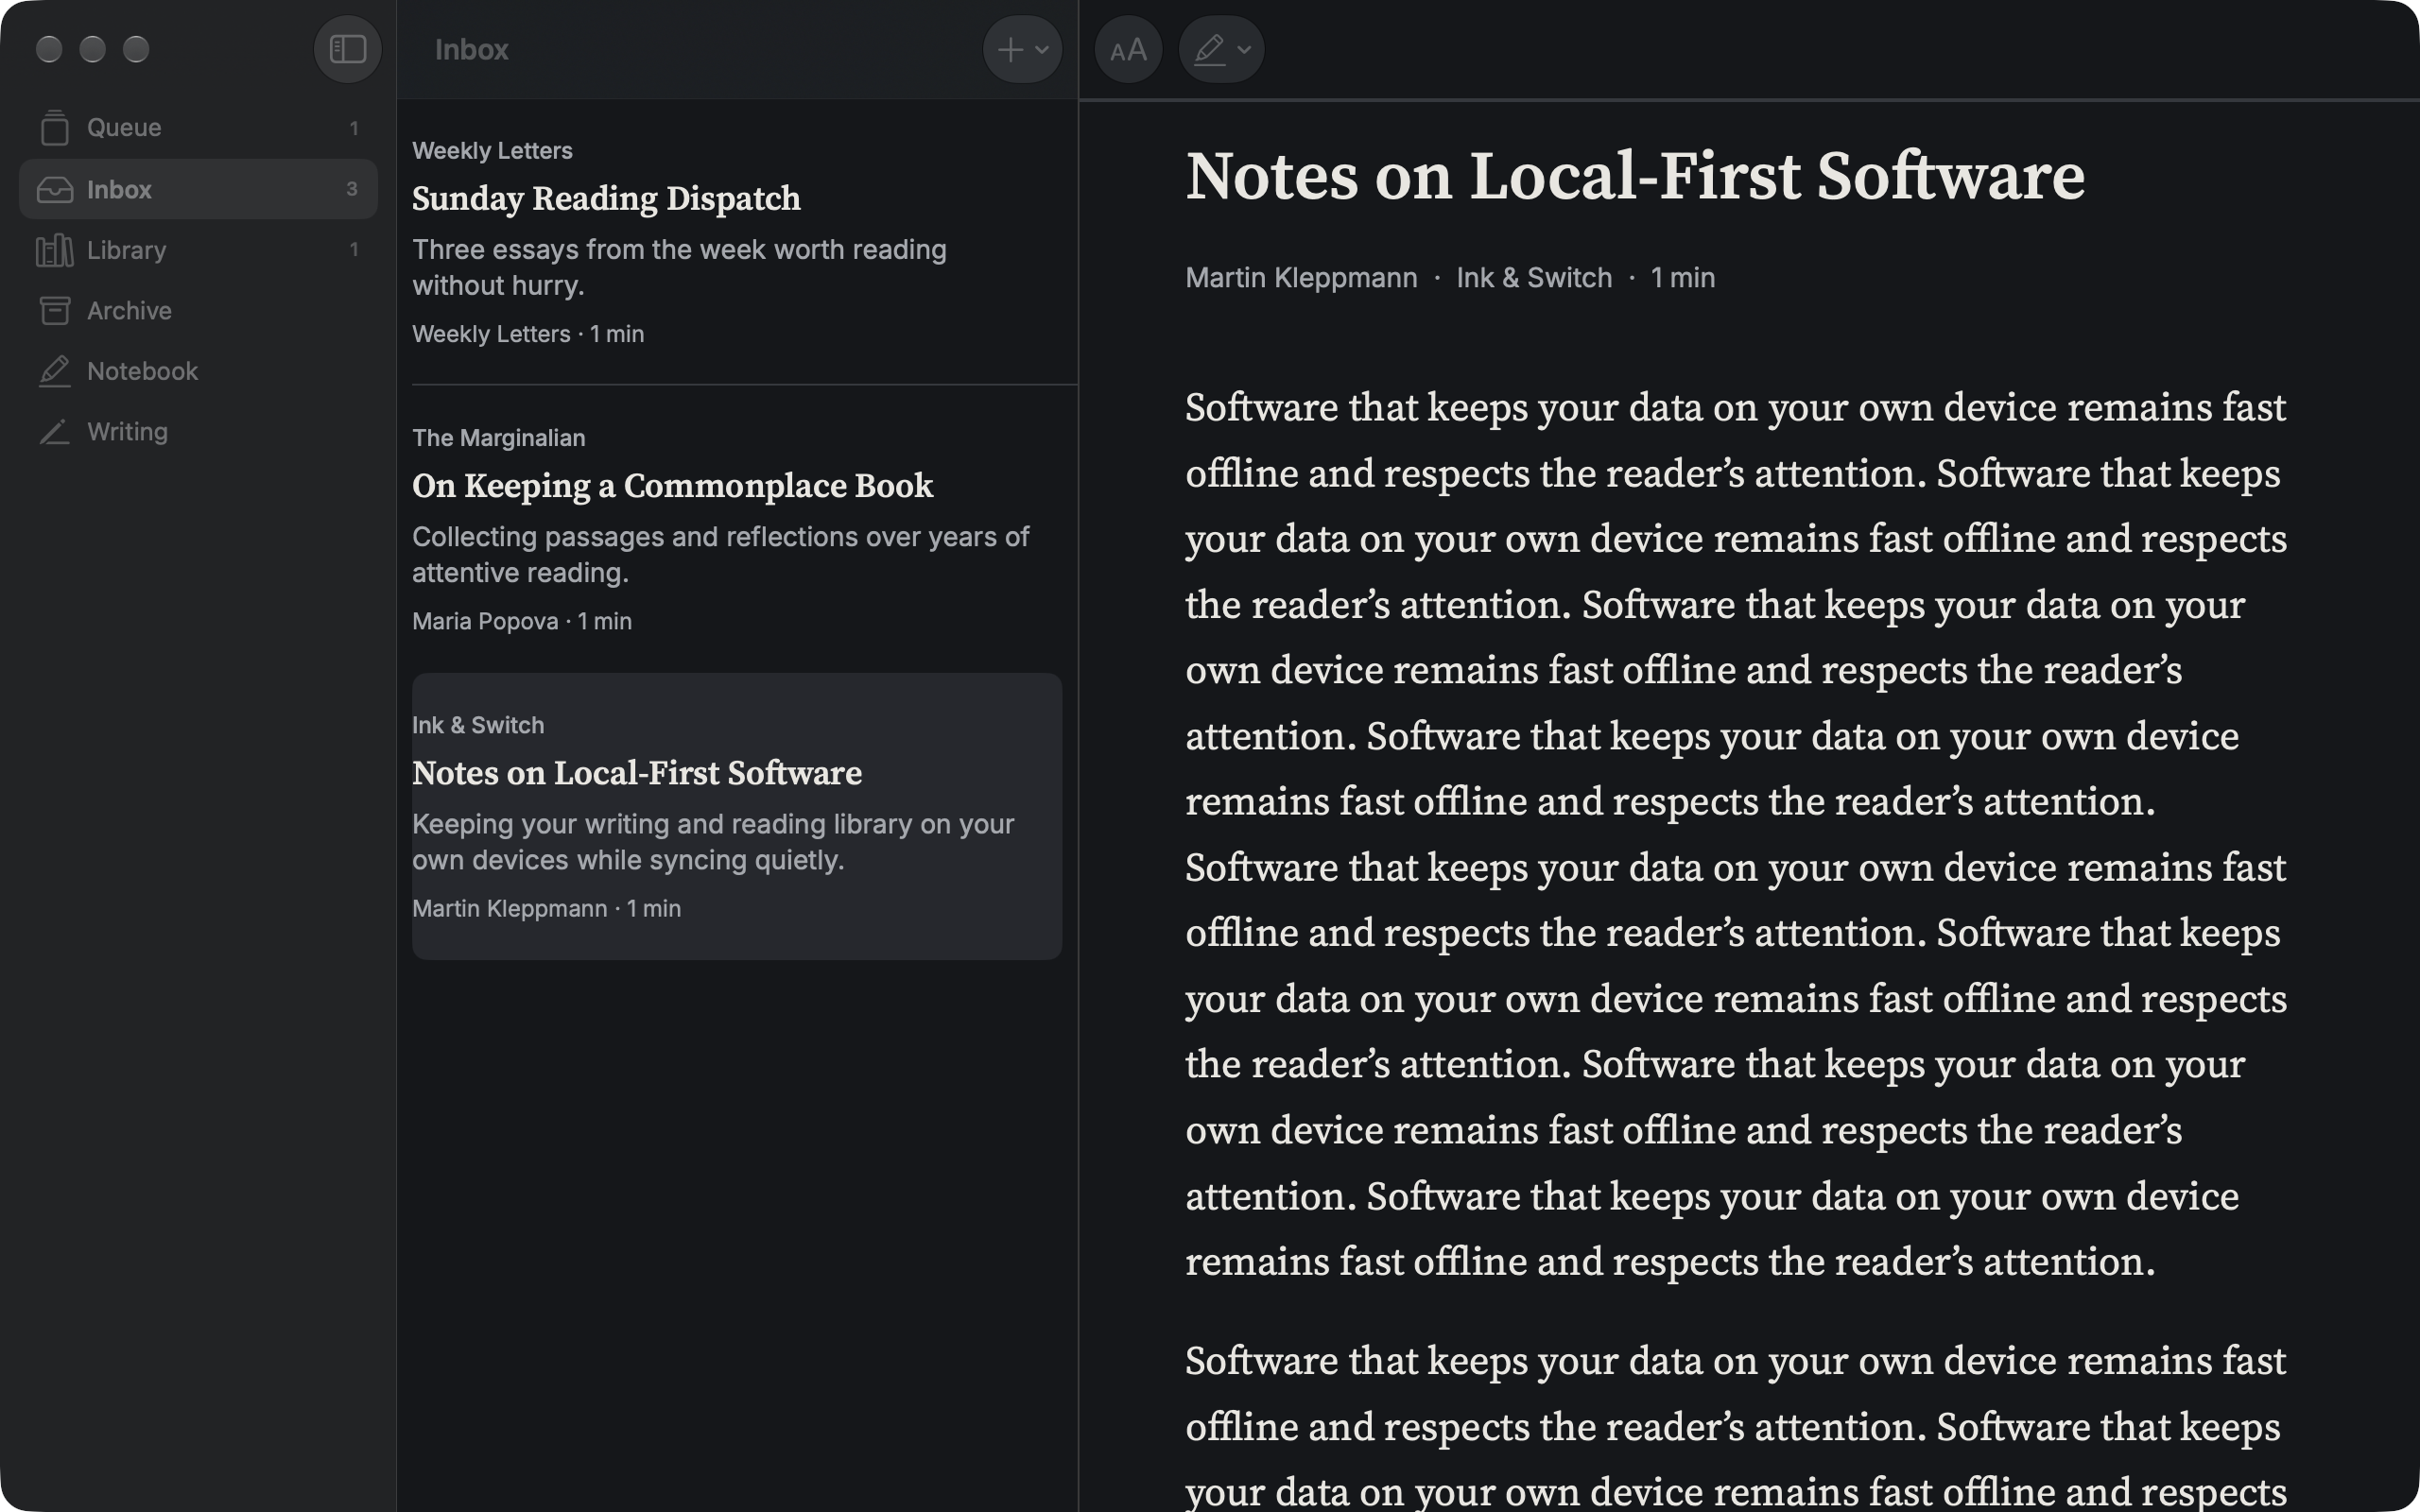 Inbox
AA
Queue 1
Inbox 3
Library 1
Archive
Notebook
Writing
Weekly Letters
Sunday Reading Dispatch
Three essays from the week worth reading
without hurry.
Weekly Letters · 1 min
The Marginalian
On Keeping a Commonplace Book
Collecting passages and reflections over years of
attentive reading.
Maria Popova · 1 min
Ink & Switch
Notes on Local-First Software
Keeping your writing and reading library on your
own devices while syncing quietly.
Martin Kleppmann · 1 min
Notes on Local-First Software
Martin Kleppmann · Ink & Switch · 1 min
Software that keeps your data on your own device remains fast
offline and respects the reader’s attention. Software that keeps
your data on your own device remains fast offline and respects
the reader’s attention. Software that keeps your data on your
own device remains fast offline and respects the reader’s
attention. Software that keeps your data on your own device
remains fast offline and respects the reader’s attention.
Software that keeps your data on your own device remains fast
offline and respects the reader’s attention. Software that keeps
your data on your own device remains fast offline and respects
the reader’s attention. Software that keeps your data on your
own device remains fast offline and respects the reader’s
attention. Software that keeps your data on your own device
remains fast offline and respects the reader’s attention.
Software that keeps your data on your own device remains fast
offline and respects the reader’s attention. Software that keeps
your data on your own device remains fast offline and respects